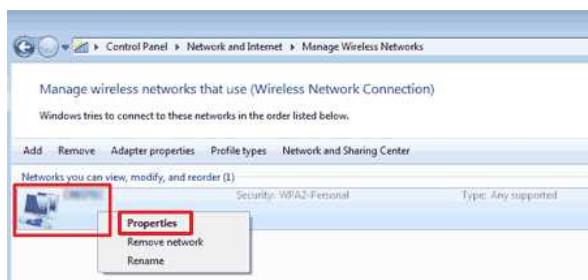 Control Panel ▸ Network and Internet ▸ Manage Wireless Networks
Manage wireless networks that use (Wireless Network Connection)
Windows tries to connect to these networks in the order listed below.
Add Remove Adapter properties Profile types Network and Sharing Center
Networks you can view, modify, and reorder (1)
Security: WPA2-Personal Type: Any supported
Properties
Remove network
Rename